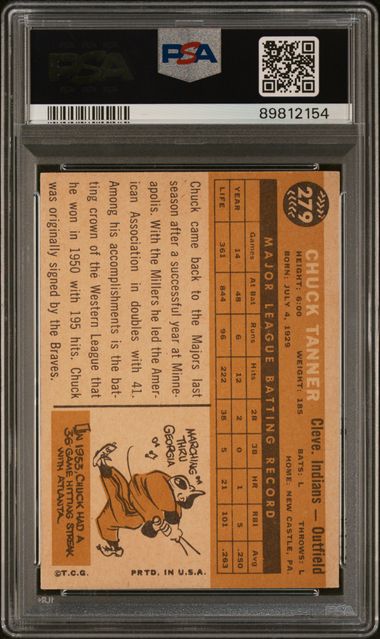 PSA
PSA
89812154
279
CHUCK TANNER Cleve. Indians — Outfield
HEIGHT: 6:00 WEIGHT: 185 BATS: L THROWS: L
BORN: JULY 4, 1929 HOME: NEW CASTLE, PA.
MAJOR LEAGUE BATTING RECORD
Games At Bat Runs Hits 2B 3B HR RBI Avg
YEAR 14 48 6 12 2 0 1 5 .250
LIFE 361 844 96 222 36 5 21 101 .263
Chuck came back to the Majors last
season after a successful year at Minne-
apolis. With the Millers he led the Amer-
ican Association in doubles with 41.
Among his accomplishments is the bat-
ting crown of the Western League that
he won in 1950 with 195 hits. Chuck
was originally signed by the Braves.
MARCHING
THRU
GEORGIA
IN 1953, CHUCK HAD A
36 GAME HITTING STREAK
WITH ATLANTA.
©T.C.G. PRTD. IN U.S.A.